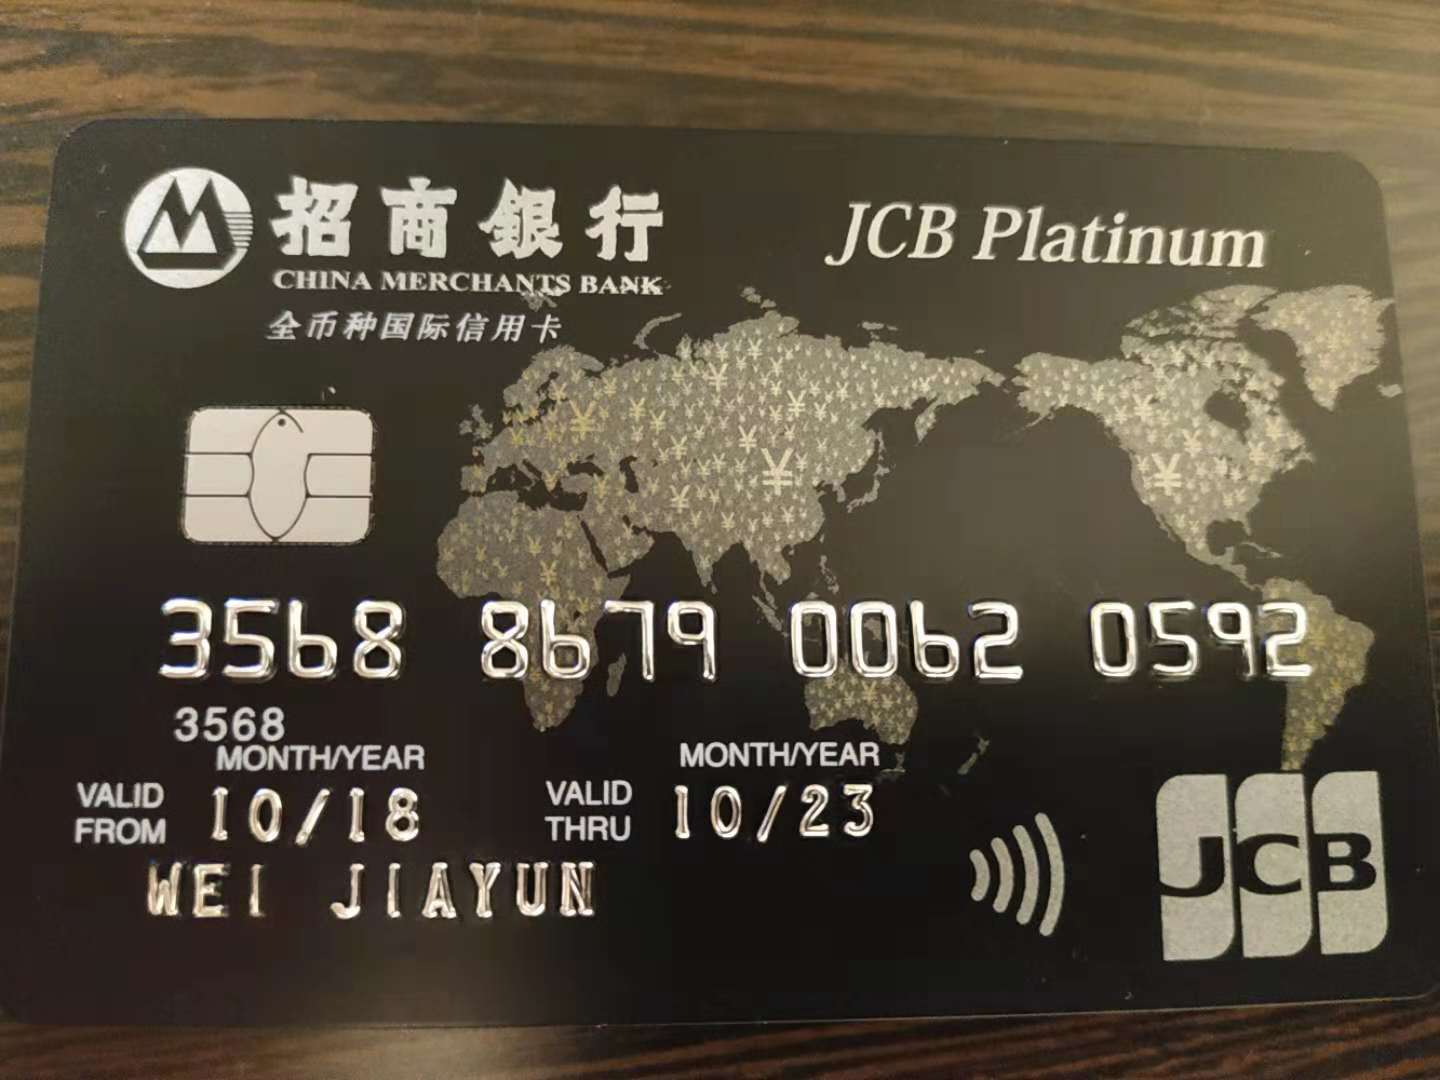 招商銀行
CHINA MERCHANTS BANK
全币种国际信用卡
JCB Platinum
3568 8679 0062 0592
3568
MONTH/YEAR MONTH/YEAR
VALID FROM 10/18 VALID THRU 10/23
WEI JIAYUN
JCB